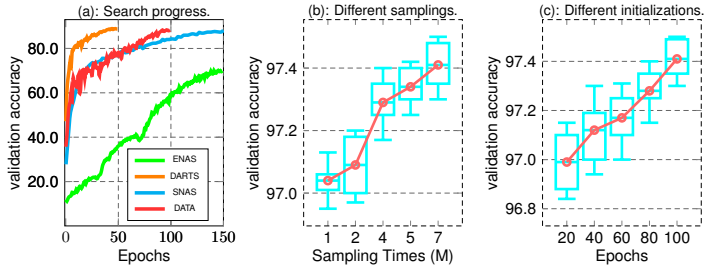 (a): Search progress.
validation accuracy
80.0
60.0
40.0
20.0
ENAS
DARTS
SNAS
DATA
0
50
100
150
Epochs
(b): Different samplings.
validation accuracy
97.4
97.2
97.0
1
2
4
5
7
Sampling Times (M)
(c): Different initializations.
validation accuracy
97.4
97.2
97.0
96.8
20
40
60
80
100
Epochs